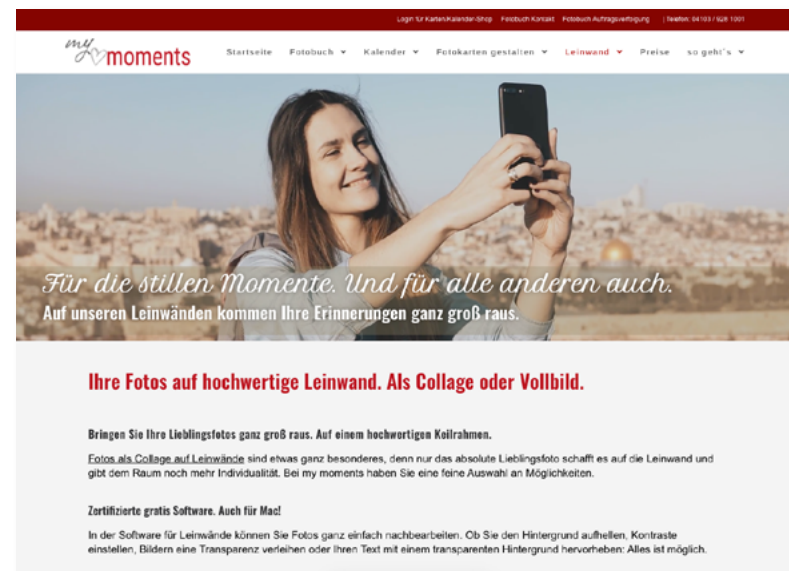 Login für Karten/Kalender-Shop Fotobuch Kontakt Fotobuch Auftragsverfolgung | Telefon: 04103 / 928 1001
my moments
Startseite Fotobuch Kalender Fotokarten gestalten Leinwand Preise so geht´s
Für die stillen Momente. Und für alle anderen auch.
Auf unseren Leinwänden kommen Ihre Erinnerungen ganz groß raus.
Ihre Fotos auf hochwertige Leinwand. Als Collage oder Vollbild.
Bringen Sie Ihre Lieblingsfotos ganz groß raus. Auf einem hochwertigen Keilrahmen.
Fotos als Collage auf Leinwände sind etwas ganz besonderes, denn nur das absolute Lieblingsfoto schafft es auf die Leinwand und
gibt dem Raum noch mehr Individualität. Bei my moments haben Sie eine feine Auswahl an Möglichkeiten.
Zertifizierte gratis Software. Auch für Mac!
In der Software für Leinwände können Sie Fotos ganz einfach nachbearbeiten. Ob Sie den Hintergrund aufhellen, Kontraste
einstellen, Bildern eine Transparenz verleihen oder Ihren Text mit einem transparenten Hintergrund hervorheben: Alles ist möglich.